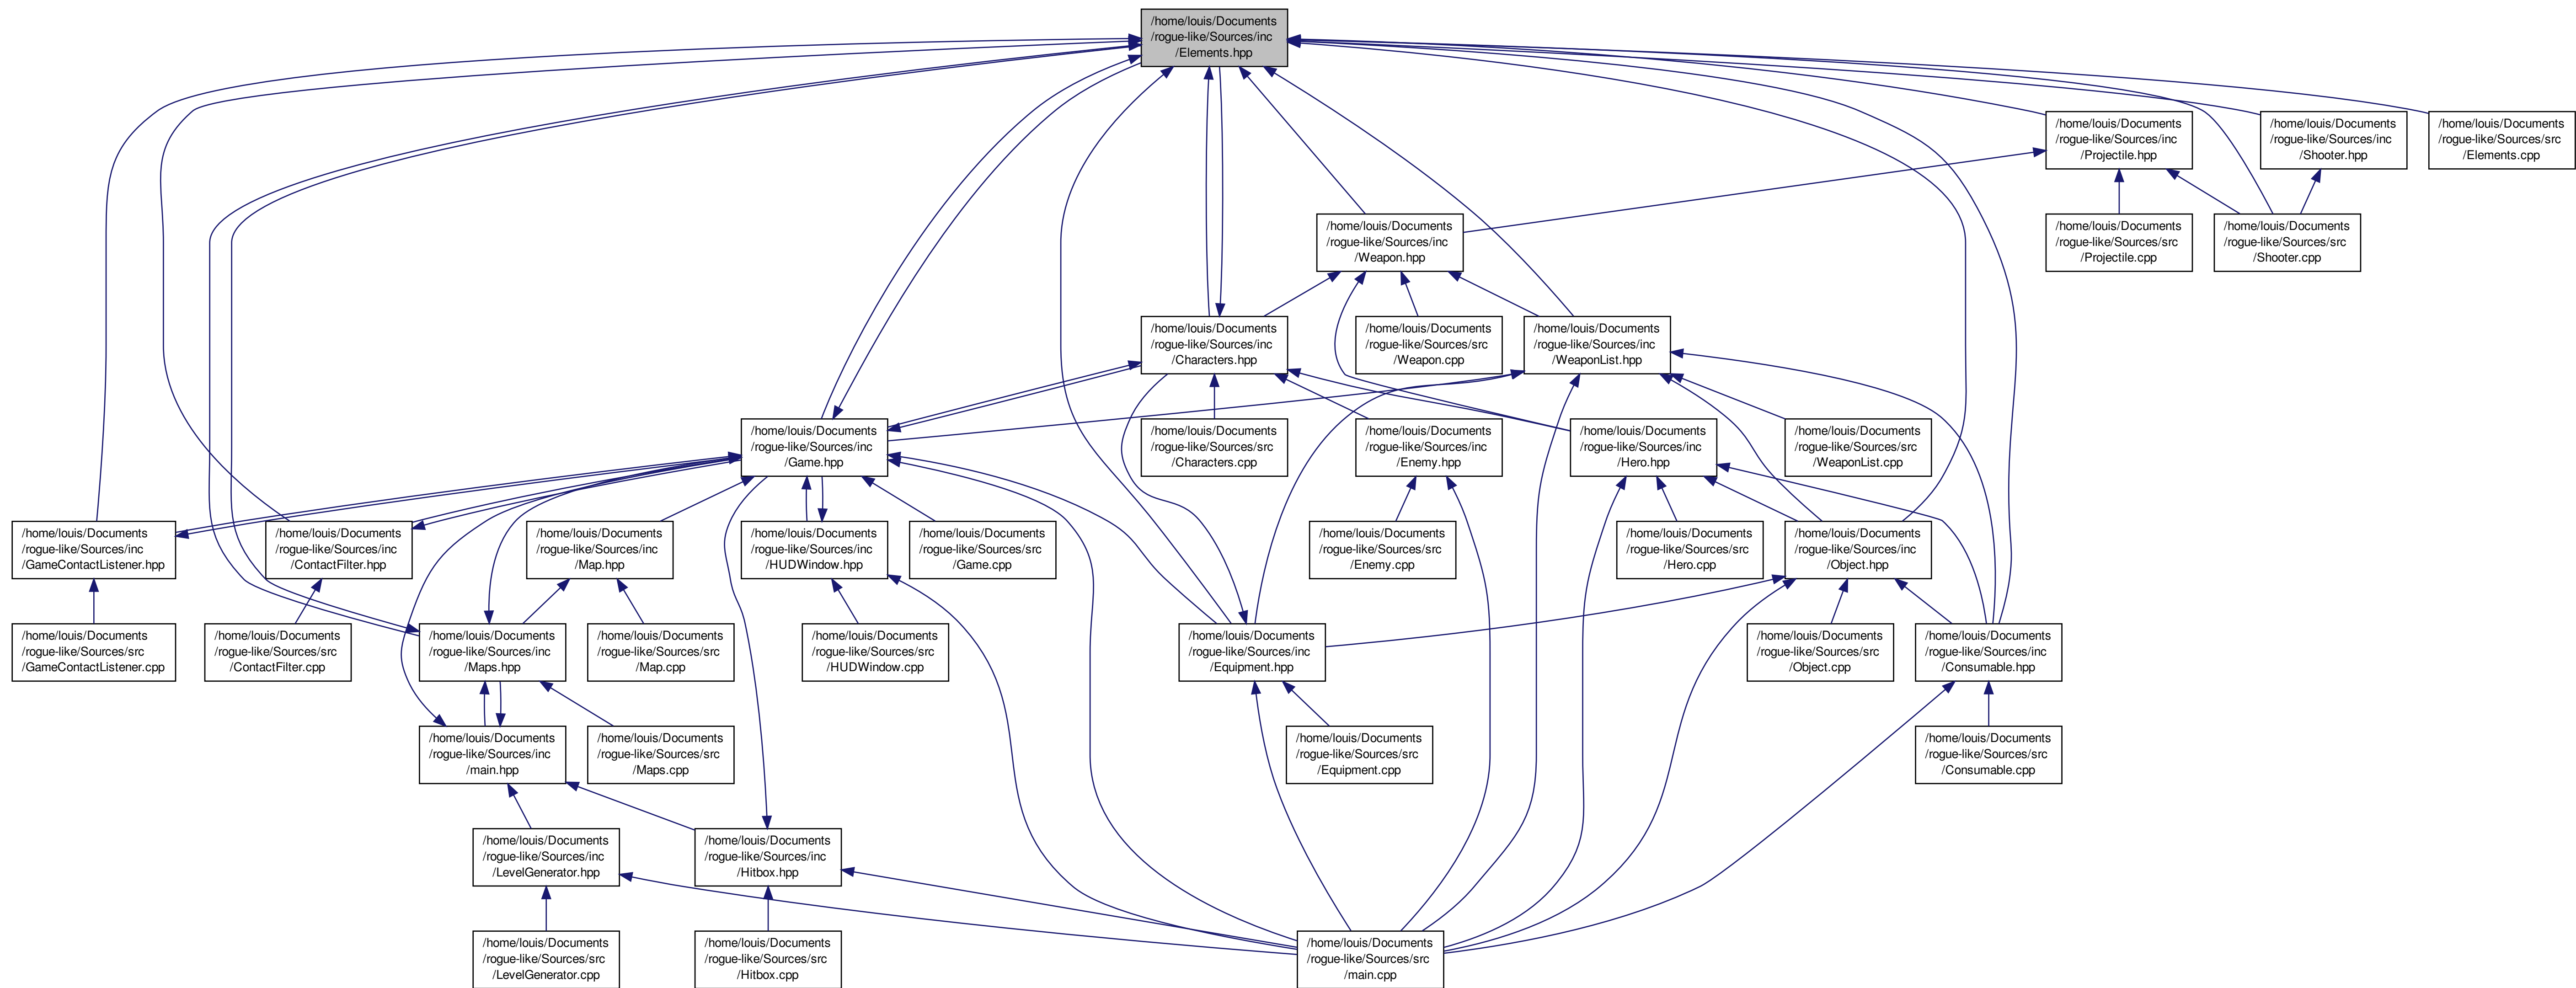 /home/louis/Documents
/rogue-like/Sources/inc
/Elements.hpp
/home/louis/Documents
/rogue-like/Sources/inc
/Projectile.hpp
/home/louis/Documents
/rogue-like/Sources/inc
/Shooter.hpp
/home/louis/Documents
/rogue-like/Sources/src
/Elements.cpp
/home/louis/Documents
/rogue-like/Sources/inc
/Weapon.hpp
/home/louis/Documents
/rogue-like/Sources/src
/Projectile.cpp
/home/louis/Documents
/rogue-like/Sources/src
/Shooter.cpp
/home/louis/Documents
/rogue-like/Sources/inc
/Characters.hpp
/home/louis/Documents
/rogue-like/Sources/src
/Weapon.cpp
/home/louis/Documents
/rogue-like/Sources/inc
/WeaponList.hpp
/home/louis/Documents
/rogue-like/Sources/inc
/Game.hpp
/home/louis/Documents
/rogue-like/Sources/src
/Characters.cpp
/home/louis/Documents
/rogue-like/Sources/inc
/Enemy.hpp
/home/louis/Documents
/rogue-like/Sources/inc
/Hero.hpp
/home/louis/Documents
/rogue-like/Sources/src
/WeaponList.cpp
/home/louis/Documents
/rogue-like/Sources/inc
/GameContactListener.hpp
/home/louis/Documents
/rogue-like/Sources/inc
/ContactFilter.hpp
/home/louis/Documents
/rogue-like/Sources/inc
/Map.hpp
/home/louis/Documents
/rogue-like/Sources/inc
/HUDWindow.hpp
/home/louis/Documents
/rogue-like/Sources/src
/Game.cpp
/home/louis/Documents
/rogue-like/Sources/src
/Enemy.cpp
/home/louis/Documents
/rogue-like/Sources/src
/Hero.cpp
/home/louis/Documents
/rogue-like/Sources/inc
/Object.hpp
/home/louis/Documents
/rogue-like/Sources/src
/GameContactListener.cpp
/home/louis/Documents
/rogue-like/Sources/src
/ContactFilter.cpp
/home/louis/Documents
/rogue-like/Sources/inc
/Maps.hpp
/home/louis/Documents
/rogue-like/Sources/src
/Map.cpp
/home/louis/Documents
/rogue-like/Sources/src
/HUDWindow.cpp
/home/louis/Documents
/rogue-like/Sources/inc
/Equipment.hpp
/home/louis/Documents
/rogue-like/Sources/src
/Object.cpp
/home/louis/Documents
/rogue-like/Sources/inc
/Consumable.hpp
/home/louis/Documents
/rogue-like/Sources/inc
/main.hpp
/home/louis/Documents
/rogue-like/Sources/src
/Maps.cpp
/home/louis/Documents
/rogue-like/Sources/src
/Equipment.cpp
/home/louis/Documents
/rogue-like/Sources/src
/Consumable.cpp
/home/louis/Documents
/rogue-like/Sources/inc
/LevelGenerator.hpp
/home/louis/Documents
/rogue-like/Sources/inc
/Hitbox.hpp
/home/louis/Documents
/rogue-like/Sources/src
/LevelGenerator.cpp
/home/louis/Documents
/rogue-like/Sources/src
/Hitbox.cpp
/home/louis/Documents
/rogue-like/Sources/src
/main.cpp